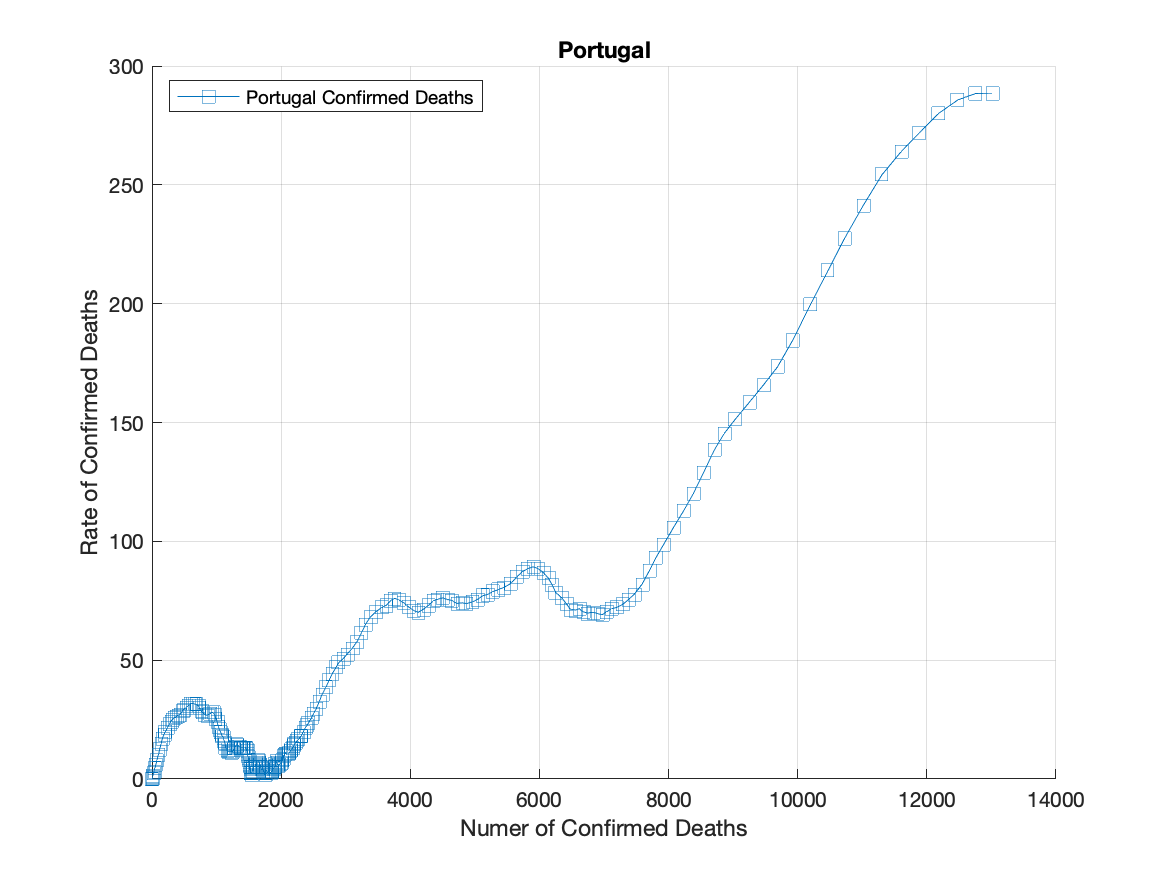 Portugal
300
Portugal Confirmed Deaths
250
200
150
100
50
0
Rate of Confirmed Deaths
0 2000 4000 6000 8000 10000 12000 14000
Numer of Confirmed Deaths